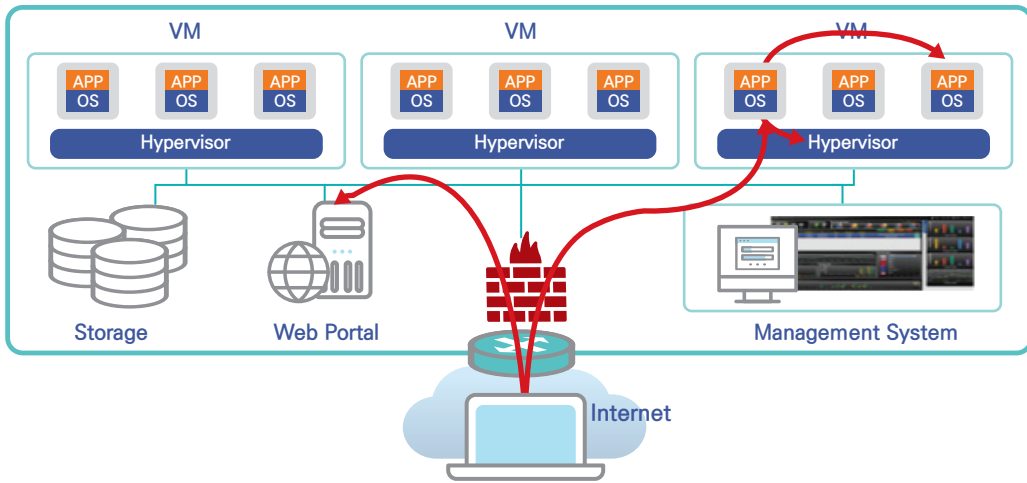 VM
VM
VM
APP
OS
APP
OS
APP
OS
APP
OS
APP
OS
APP
OS
APP
OS
APP
OS
APP
OS
Hypervisor
Hypervisor
Hypervisor
Storage
Web Portal
Management System
Internet